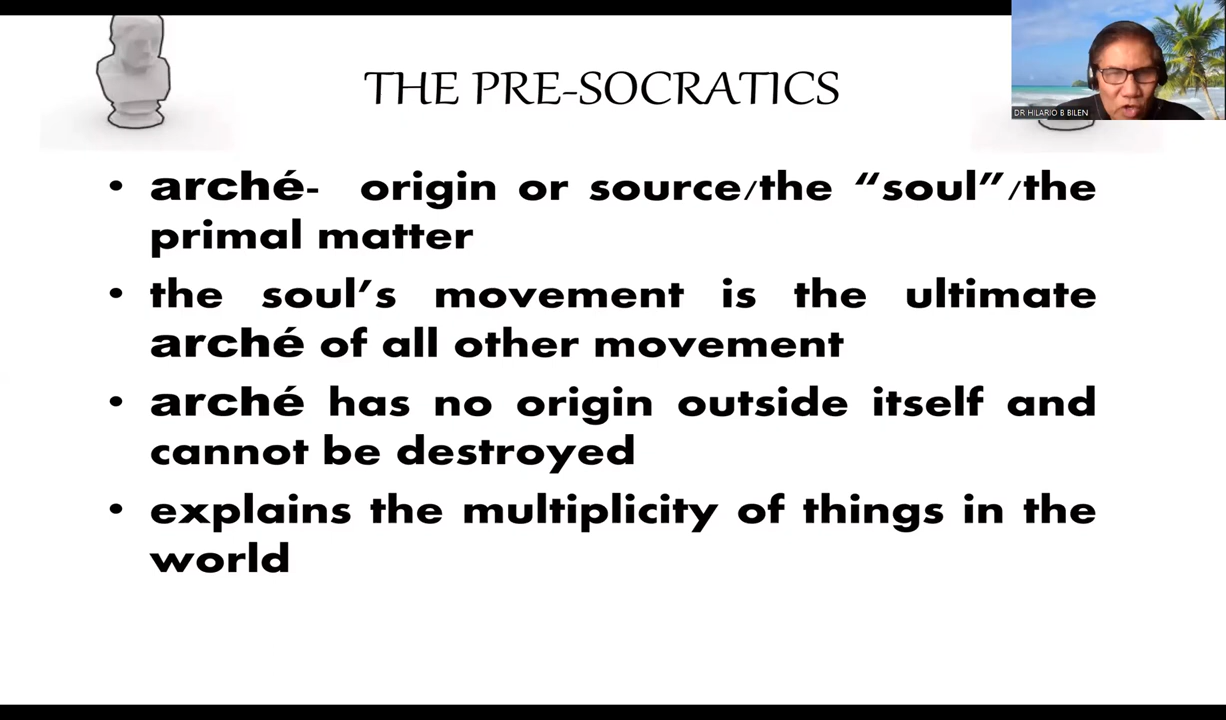 THE PRE-SOCRATICS
DR HILARIO B BILEN
• arché- origin or source/the “soul”/the
primal matter
• the soul’s movement is the ultimate
arché of all other movement
• arché has no origin outside itself and
cannot be destroyed
• explains the multiplicity of things in the
world